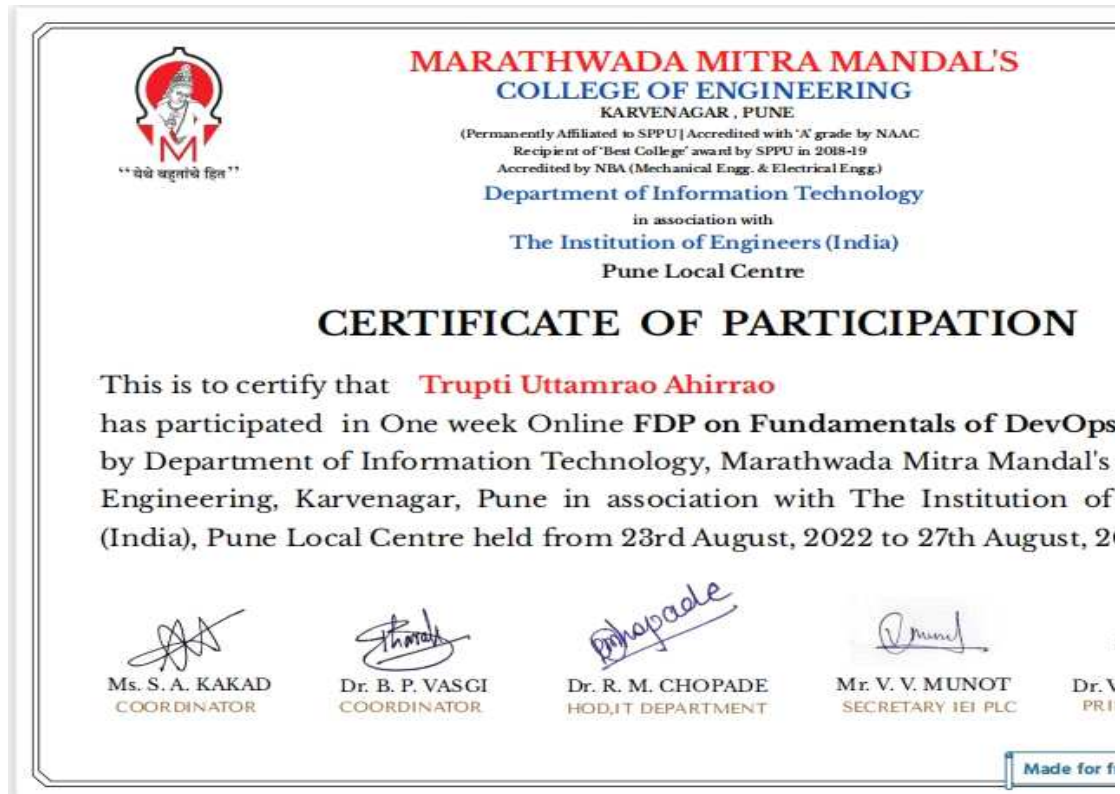 MARATHWADA MITRA MANDAL'S
COLLEGE OF ENGINEERING
KARVENAGAR , PUNE
(Permanently Affiliated to SPPU | Accredited with 'A' grade by NAAC
Recipient of 'Best College' award by SPPU in 2018-19
Accredited by NBA (Mechanical Engg. & Electrical Engg.)
Department of Information Technology
in association with
The Institution of Engineers (India)
Pune Local Centre
M
‘‘ येथे बहुतांचे हित ’’
CERTIFICATE OF PARTICIPATION
This is to certify that Trupti Uttamrao Ahirrao
has participated in One week Online FDP on Fundamentals of DevOps
by Department of Information Technology, Marathwada Mitra Mandal's
Engineering, Karvenagar, Pune in association with The Institution of
(India), Pune Local Centre held from 23rd August, 2022 to 27th August, 2
Ms. S. A. KAKAD Dr. B. P. VASGI Dr. R. M. CHOPADE Mr. V. V. MUNOT Dr. V
COORDINATOR COORDINATOR HOD,IT DEPARTMENT SECRETARY IEI PLC PRI
Made for f